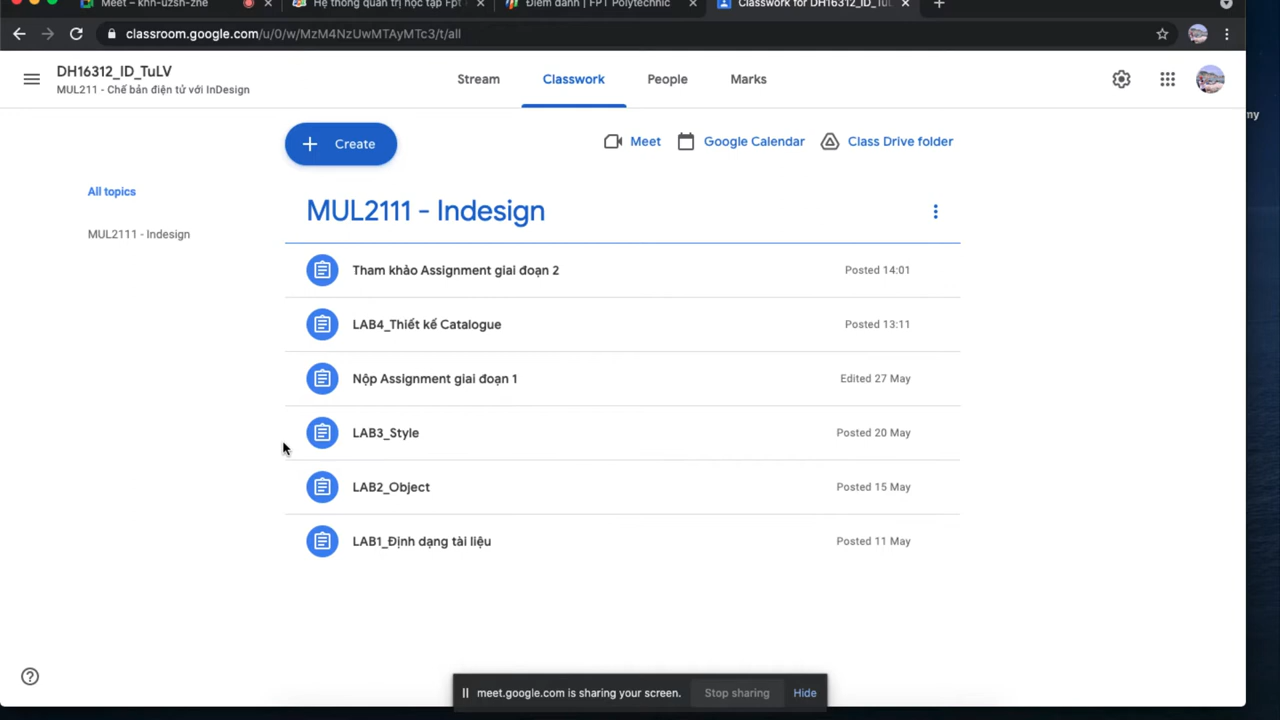 Meet – khh-uzsh-zhe
Hệ thống quản trị học tập Fpt
Điểm danh | FPT Polytechnic
Classwork for DH16312_ID_TuL
classroom.google.com/u/0/w/MzM4NzUwMTAyMTc3/t/all
DH16312_ID_TuLV
MUL211 - Chế bản điện tử với InDesign
Stream
Classwork
People
Marks
my
Create
Meet
Google Calendar
Class Drive folder
All topics
MUL2111 - Indesign
MUL2111 - Indesign
Tham khảo Assignment giai đoạn 2
Posted 14:01
LAB4_Thiết kế Catalogue
Posted 13:11
Nộp Assignment giai đoạn 1
Edited 27 May
LAB3_Style
Posted 20 May
LAB2_Object
Posted 15 May
LAB1_Định dạng tài liệu
Posted 11 May
meet.google.com is sharing your screen.
Stop sharing
Hide